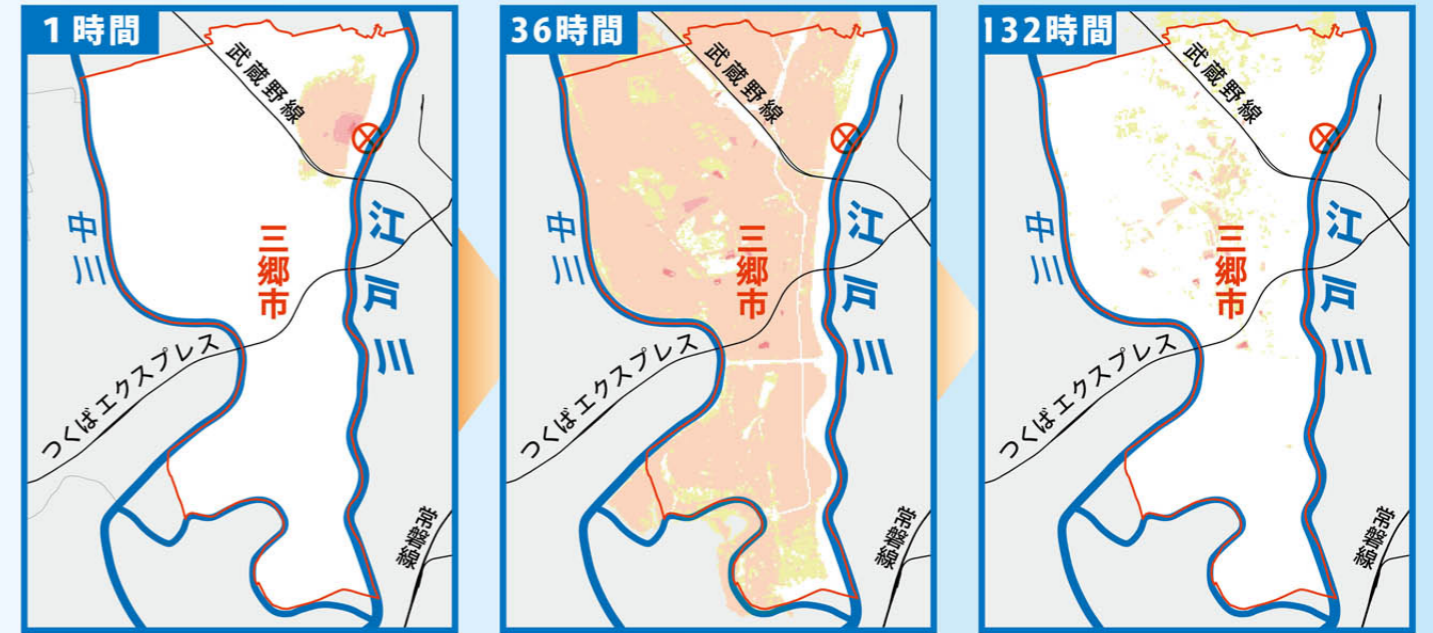 1時間
武蔵野線
中川
三郷市
江戸川
つくばエクスプレス
常磐線
36時間
武蔵野線
中川
三郷市
江戸川
つくばエクスプレス
常磐線
132時間
武蔵野線
中川
三郷市
江戸川
つくばエクスプレス
常磐線